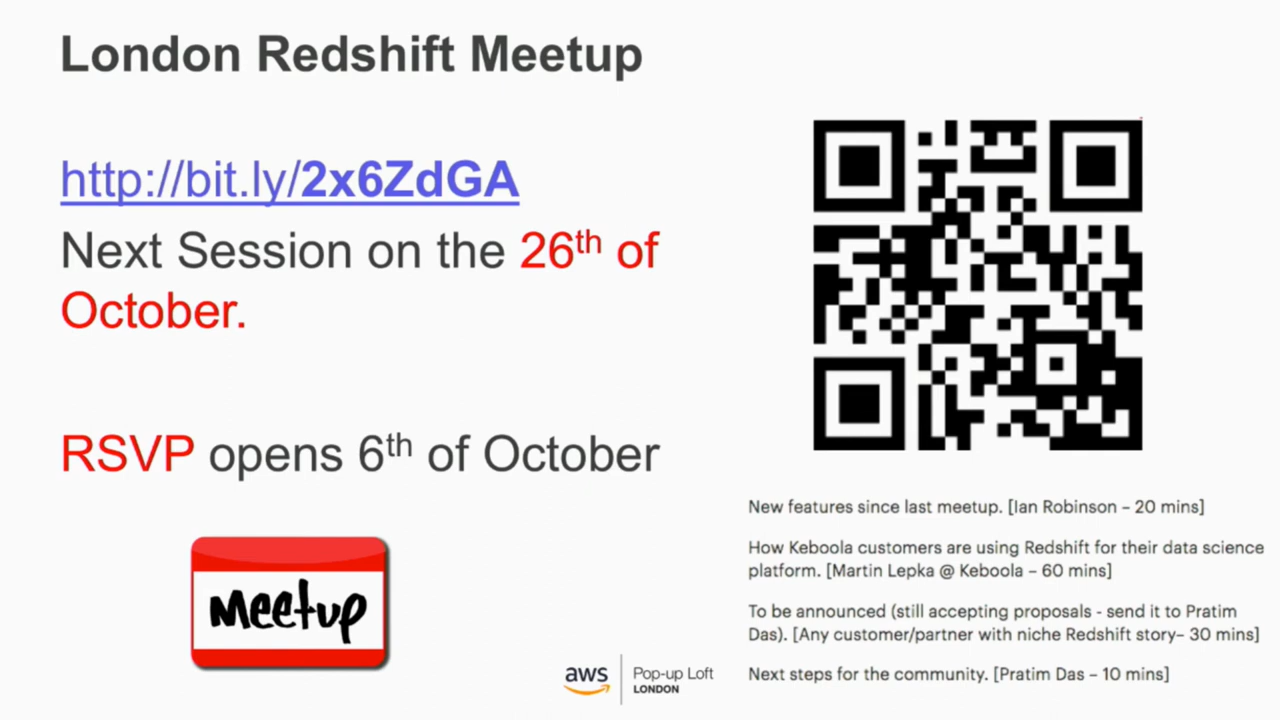 London Redshift Meetup
http://bit.ly/2x6ZdGA
Next Session on the 26th of
October.
RSVP opens 6th of October
Meetup
New features since last meetup. [Ian Robinson – 20 mins]
How Keboola customers are using Redshift for their data science
platform. [Martin Lepka @ Keboola – 60 mins]
To be announced (still accepting proposals - send it to Pratim
Das). [Any customer/partner with niche Redshift story– 30 mins]
Next steps for the community. [Pratim Das – 10 mins]
aws
Pop-up Loft
LONDON